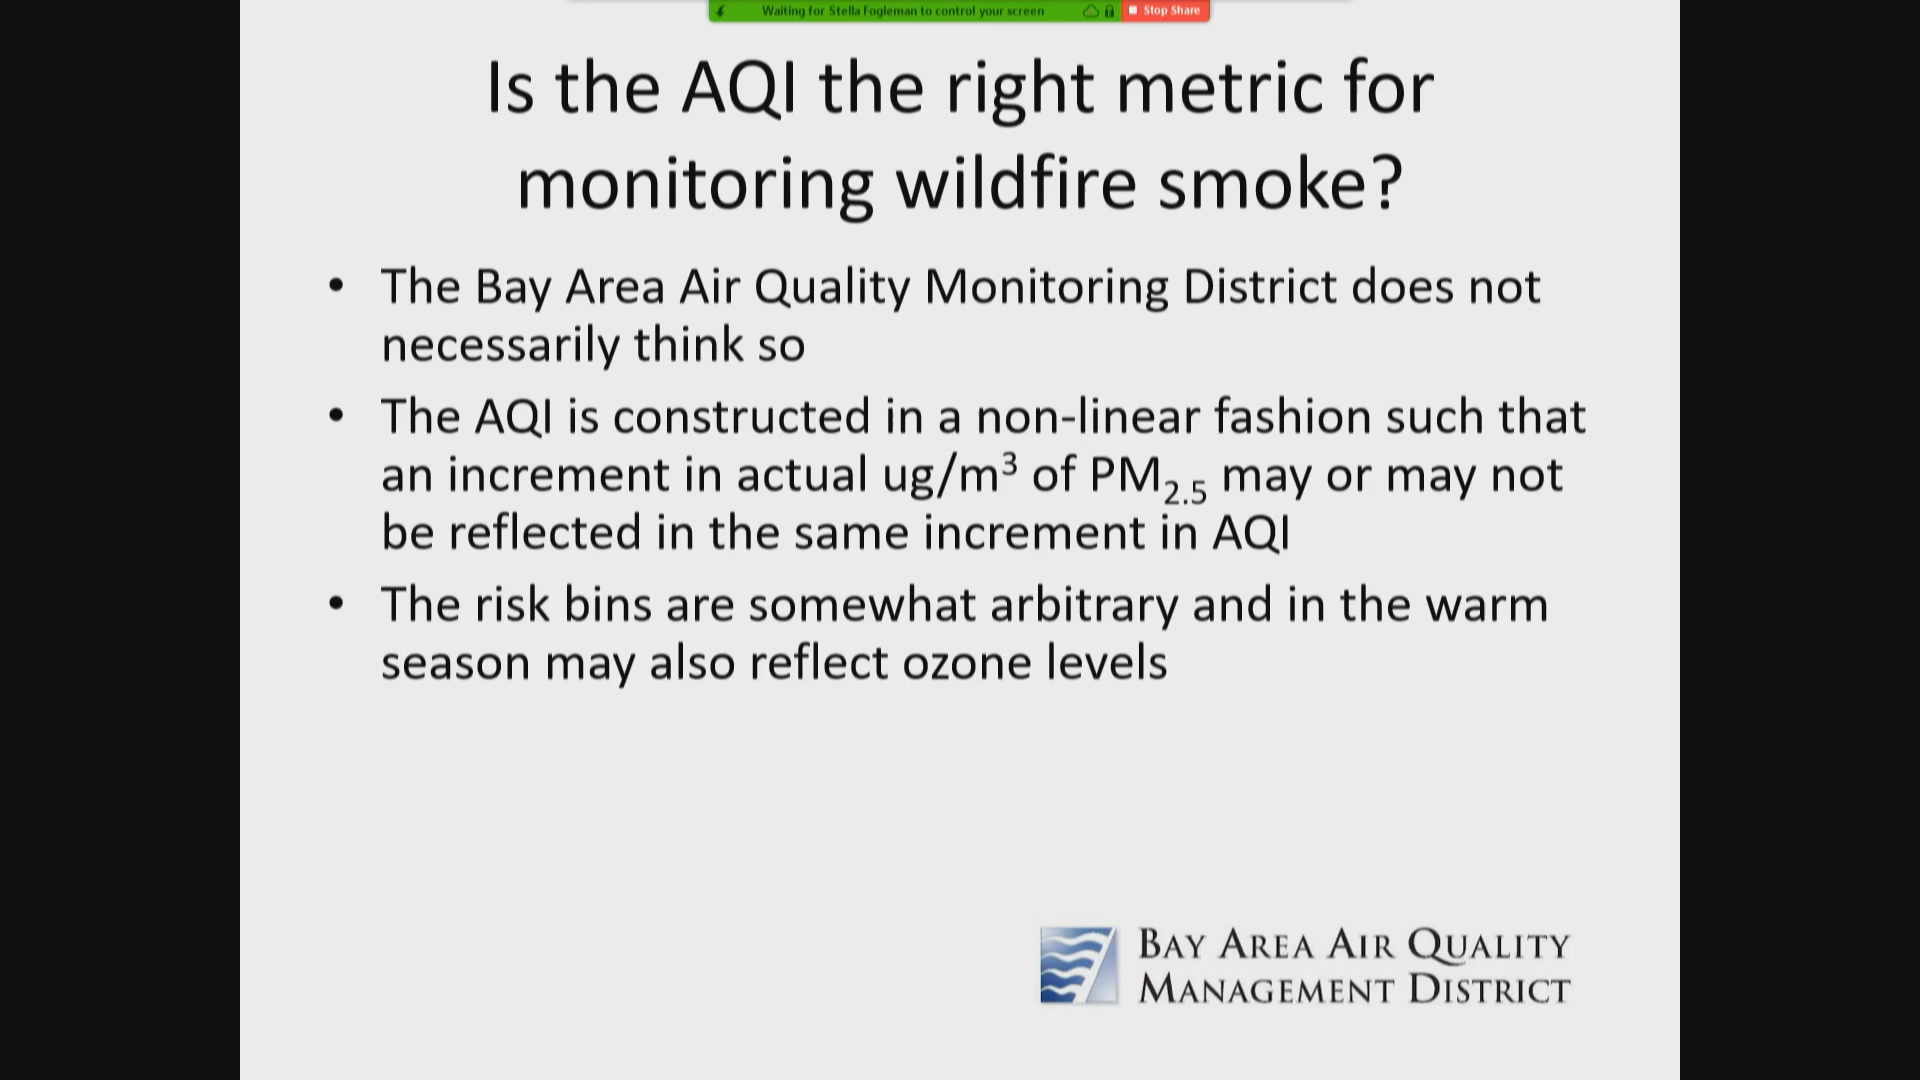 Waiting for Stella Fogleman to control your screen
Stop Share
Is the AQI the right metric for
monitoring wildfire smoke?
• The Bay Area Air Quality Monitoring District does not
necessarily think so
• The AQI is constructed in a non-linear fashion such that
an increment in actual ug/m³ of PM₂.₅ may or may not
be reflected in the same increment in AQI
• The risk bins are somewhat arbitrary and in the warm
season may also reflect ozone levels
BAY AREA AIR QUALITY
MANAGEMENT DISTRICT